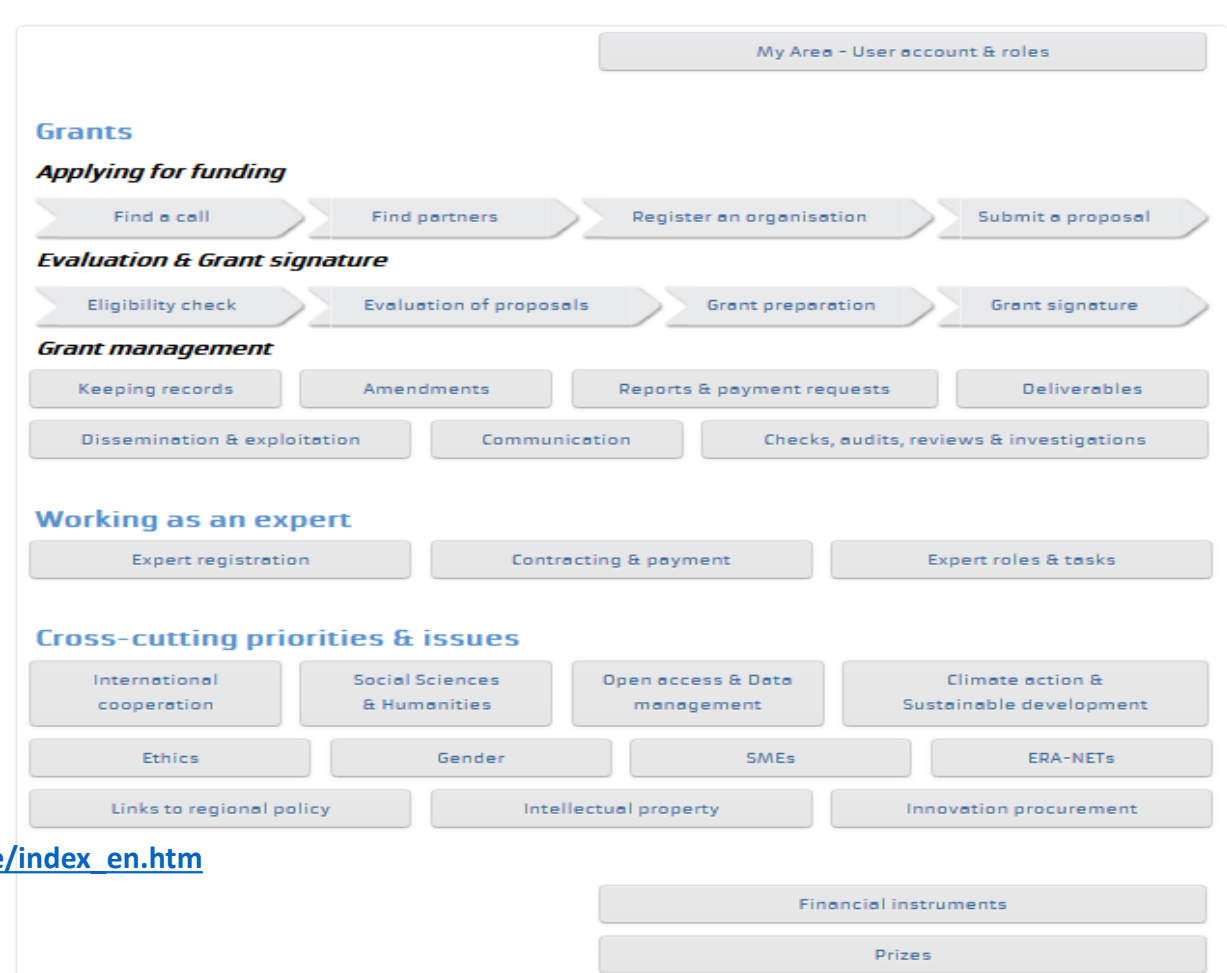 My Area - User account & roles
Grants
Applying for funding
Find a call
Find partners
Register an organisation
Submit a proposal
Evaluation & Grant signature
Eligibility check
Evaluation of proposals
Grant preparation
Grant signature
Grant management
Keeping records
Amendments
Reports & payment requests
Deliverables
Dissemination & exploitation
Communication
Checks, audits, reviews & investigations
Working as an expert
Expert registration
Contracting & payment
Expert roles & tasks
Cross-cutting priorities & issues
International
cooperation
Social Sciences
& Humanities
Open access & Data
management
Climate action &
Sustainable development
Ethics
Gender
SMEs
ERA-NETs
Links to regional policy
Intellectual property
Innovation procurement
e/index_en.htm
Financial instruments
Prizes